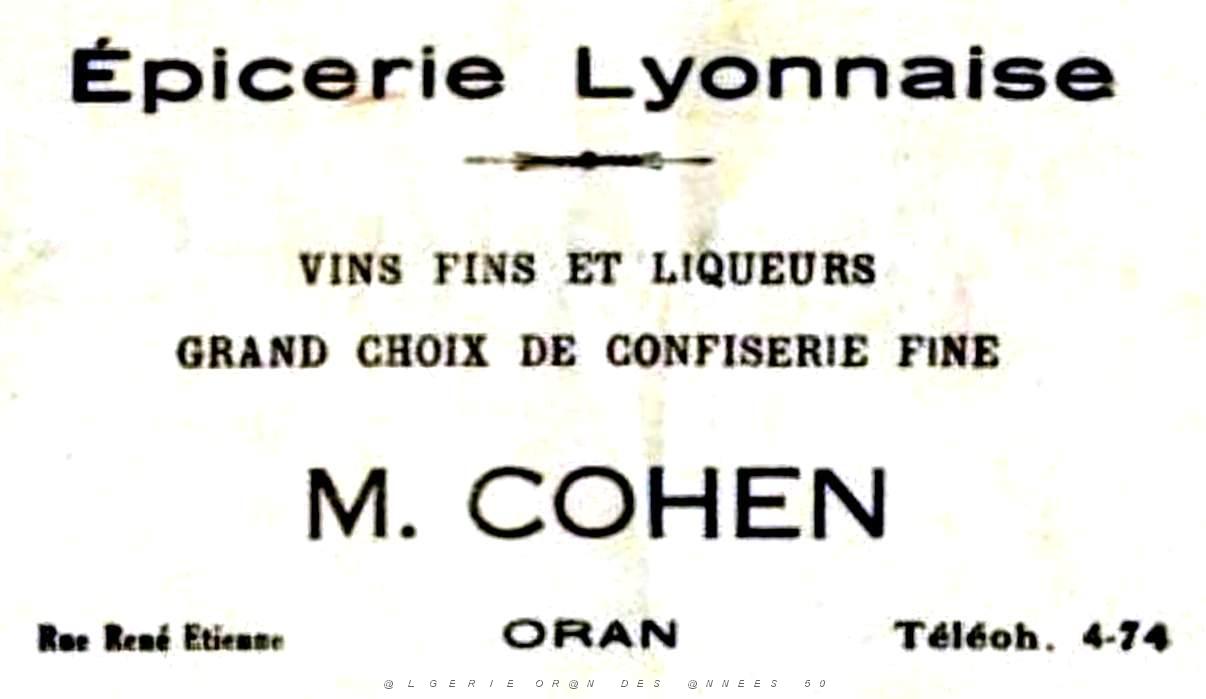 Épicerie Lyonnaise
VINS FINS ET LIQUEURS
GRAND CHOIX DE CONFISERIE FINE
M. COHEN
Rue René Etienne ORAN Téléph. 4-74
@LGERIE OR@N DES @NNEES 50